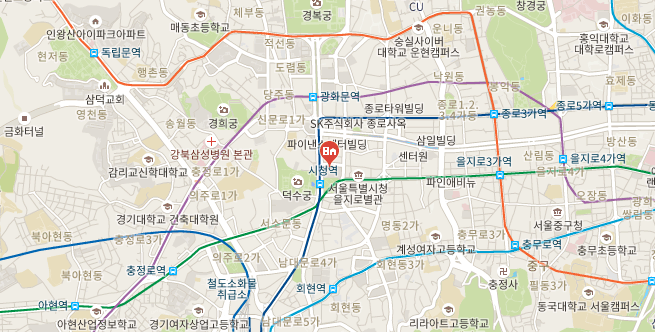 체부동
경복궁
CU
권농동
창경궁
이화동
인왕산아이파크아파트
매동초등학교
적선동
운니동
숭실사이버
대학교 운현캠퍼스
홍익대학교
대학로캠퍼스
현저동
독립문역
행촌동
도렴동
낙원동
봉익동
효제동
삼덕교회
영천동
당주동
광화문역
종로타워빌딩
종로1.2.
3.4가동
종로3가역
종로5가역
금화터널
송월동
경희궁
신문로1가
SK주식회사 종로사옥
삼일빌딩
방산동
강북삼성병원 본관
센터원
을지로3가역
산림동
을지로4가역
감리교신학대학교
충정로1가
시청역
을지로4가
의주로1가
덕수궁
서울특별시청
을지로별관
파인애비뉴
오장동
경기대학교 건축대학원
서소문동
명동2가
서울중구청
쌍림동
북아현동
충정로3가
계성여자고등학교
충무로역
충무초등학교
북아현동
충정로역
의주로2가
남대문로4가
회현동3가
중구
철도소화물
취급소
회현역
충정사
필동3가
아현역
회현동
동국대학교 서울캠퍼스
아현산업정보학교
경기여자상업고등학교
남대문로5가
리라아트고등학교